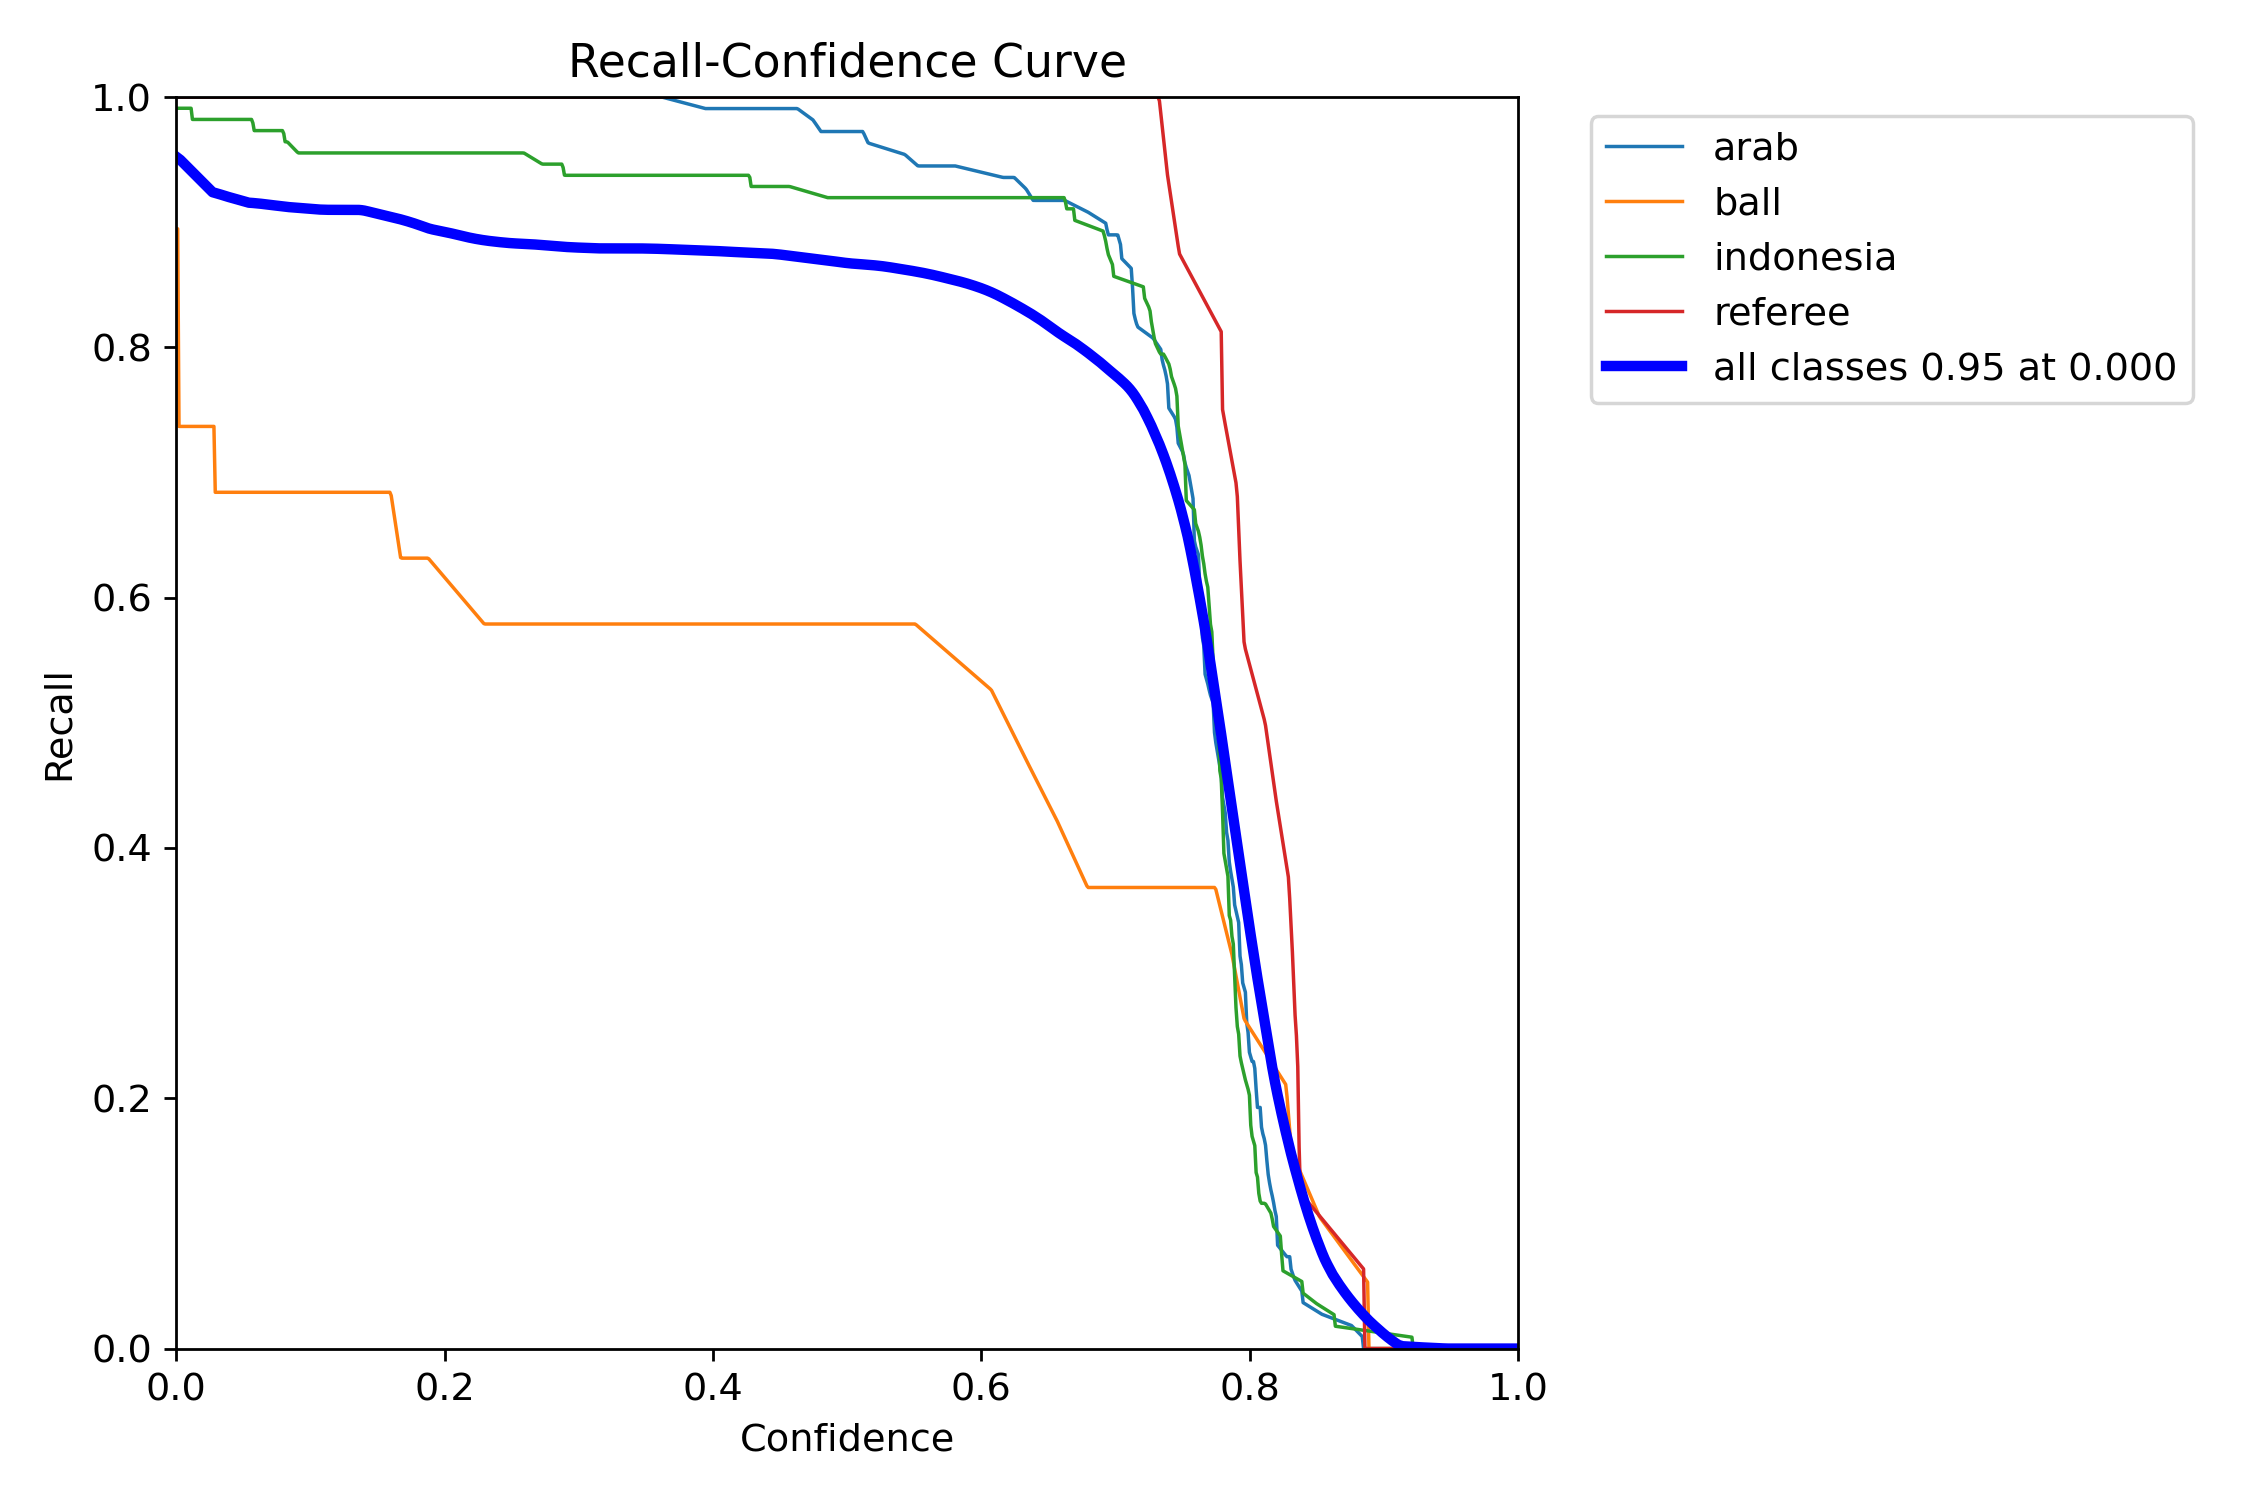 Recall-Confidence Curve
1.0
0.8
0.6
0.4
0.2
0.0
Recall
0.0 0.2 0.4 0.6 0.8 1.0
Confidence
arab
ball
indonesia
referee
all classes 0.95 at 0.000